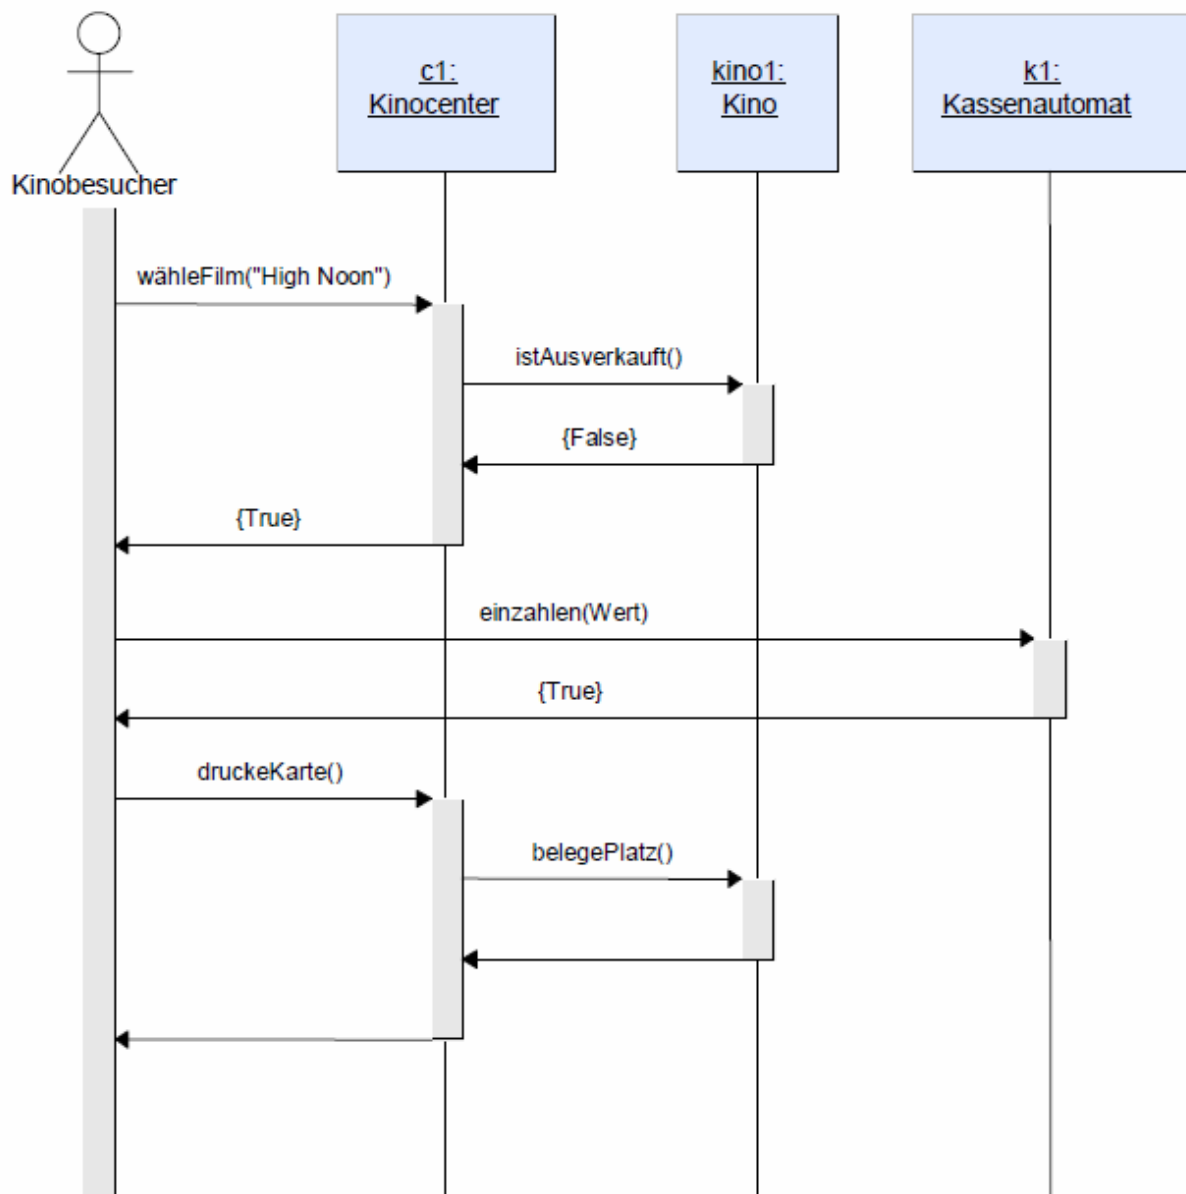 c1:
Kinocenter
kino1:
Kino
k1:
Kassenautomat
Kinobesucher
wähleFilm("High Noon")
istAusverkauft()
{False}
{True}
einzahlen(Wert)
{True}
druckeKarte()
belegePlatz()